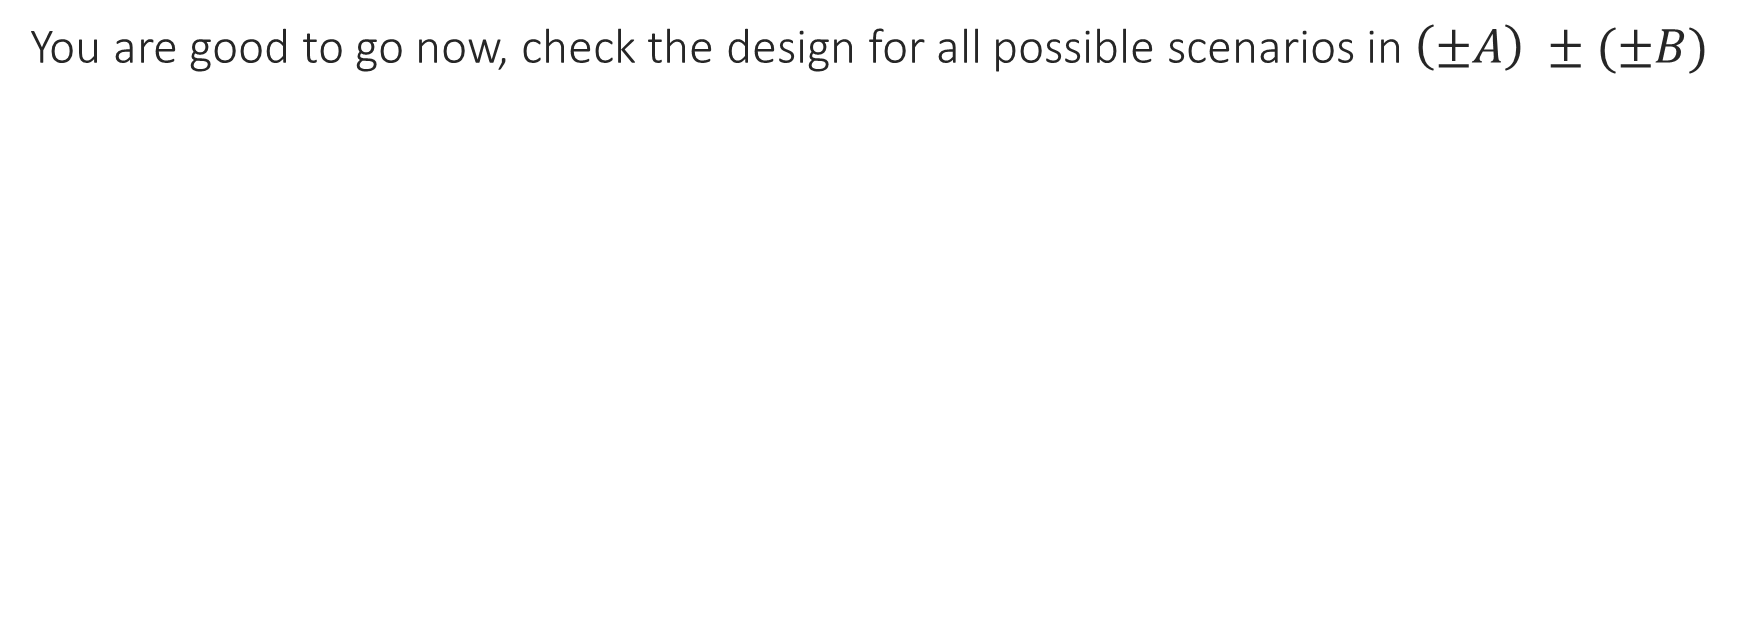 You are good to go now, check the design for all possible scenarios in (±A) ± (±B)